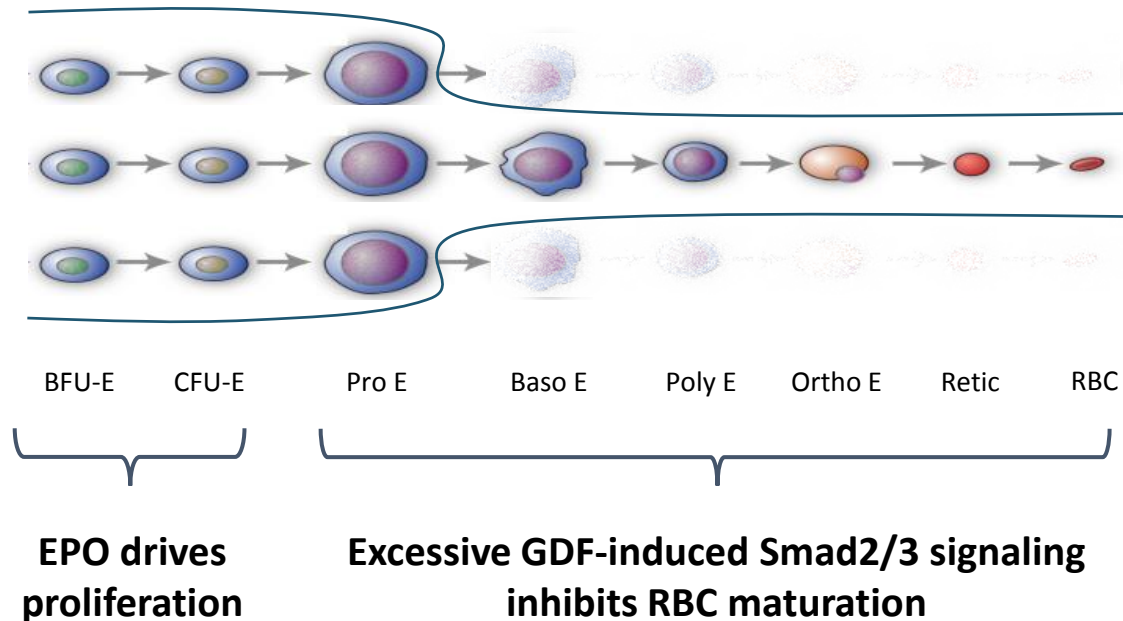 BFU-E CFU-E Pro E Baso E Poly E Ortho E Retic RBC
EPO drives
proliferation
Excessive GDF-induced Smad2/3 signaling
inhibits RBC maturation